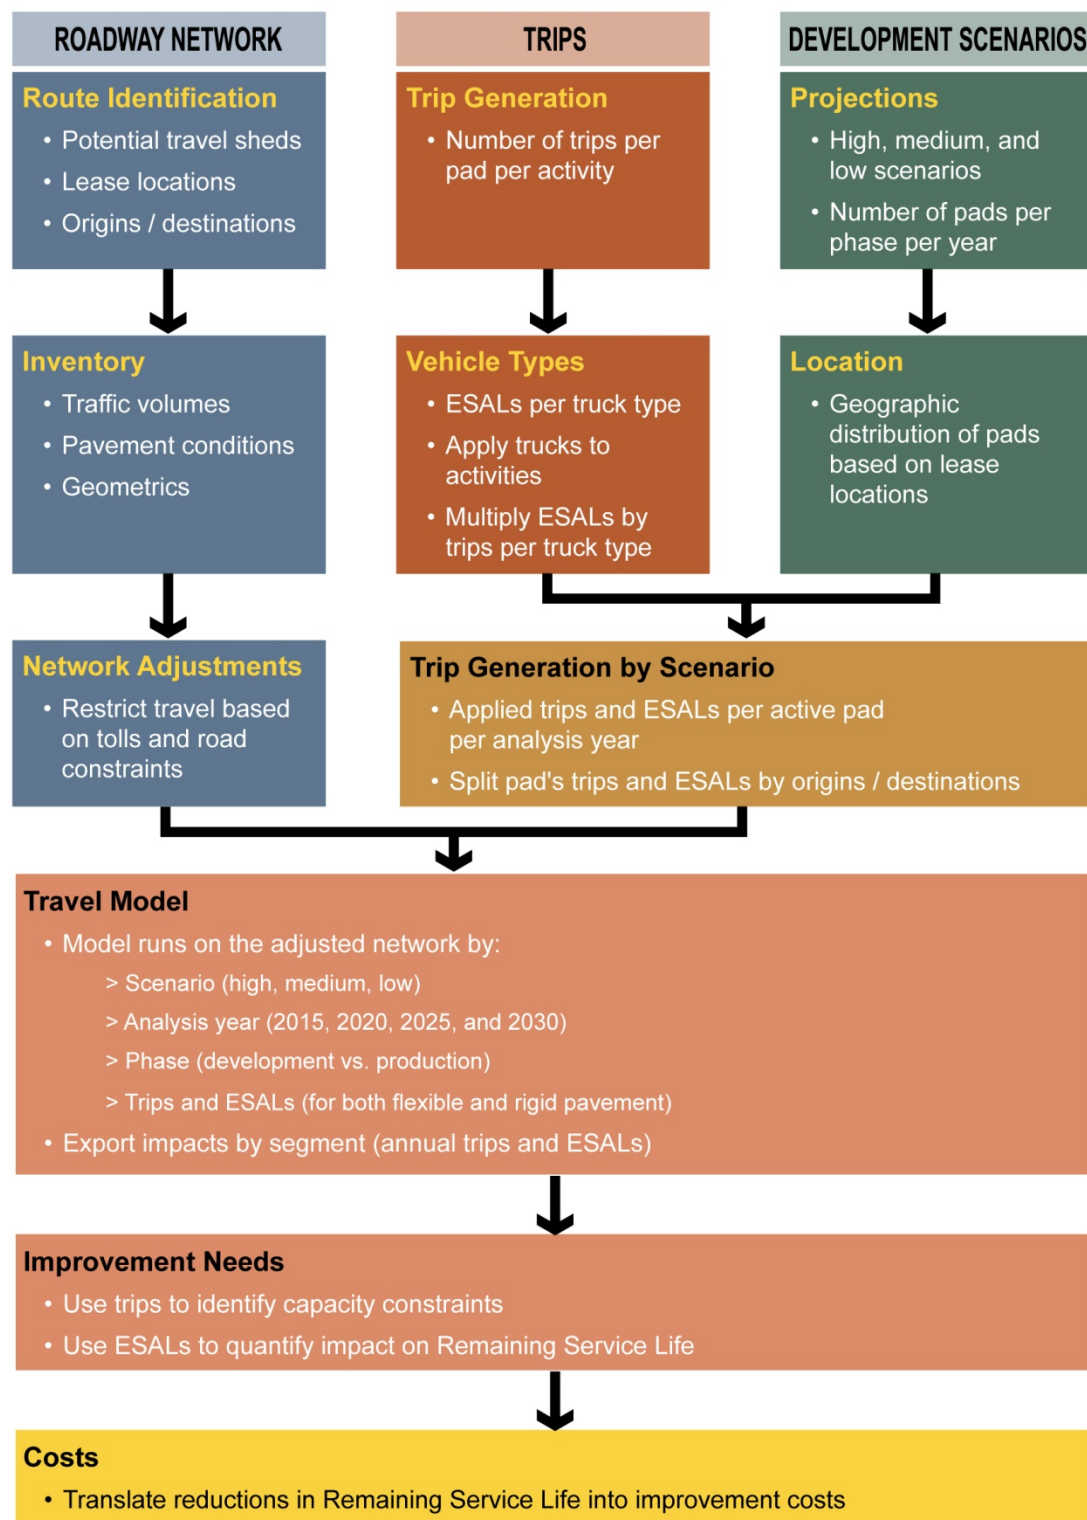 ROADWAY NETWORK
Route Identification
• Potential travel sheds
• Lease locations
• Origins / destinations
Inventory
• Traffic volumes
• Pavement conditions
• Geometrics
Network Adjustments
• Restrict travel based
on tolls and road
constraints
TRIPS
Trip Generation
• Number of trips per
pad per activity
Vehicle Types
• ESALs per truck type
• Apply trucks to
activities
• Multiply ESALs by
trips per truck type
DEVELOPMENT SCENARIOS
Projections
• High, medium, and
low scenarios
• Number of pads per
phase per year
Location
• Geographic
distribution of pads
based on lease
locations
Trip Generation by Scenario
• Applied trips and ESALs per active pad
per analysis year
• Split pad's trips and ESALs by origins / destinations
Travel Model
• Model runs on the adjusted network by:
> Scenario (high, medium, low)
> Analysis year (2015, 2020, 2025, and 2030)
> Phase (development vs. production)
> Trips and ESALs (for both flexible and rigid pavement)
• Export impacts by segment (annual trips and ESALs)
Improvement Needs
• Use trips to identify capacity constraints
• Use ESALs to quantify impact on Remaining Service Life
Costs
• Translate reductions in Remaining Service Life into improvement costs